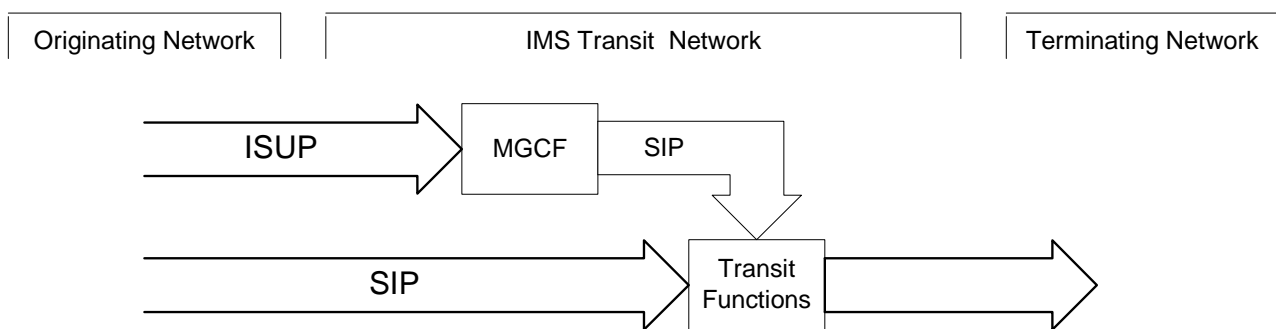 Originating Network
IMS Transit Network
Terminating Network
ISUP
MGCF
SIP
SIP
Transit
Functions